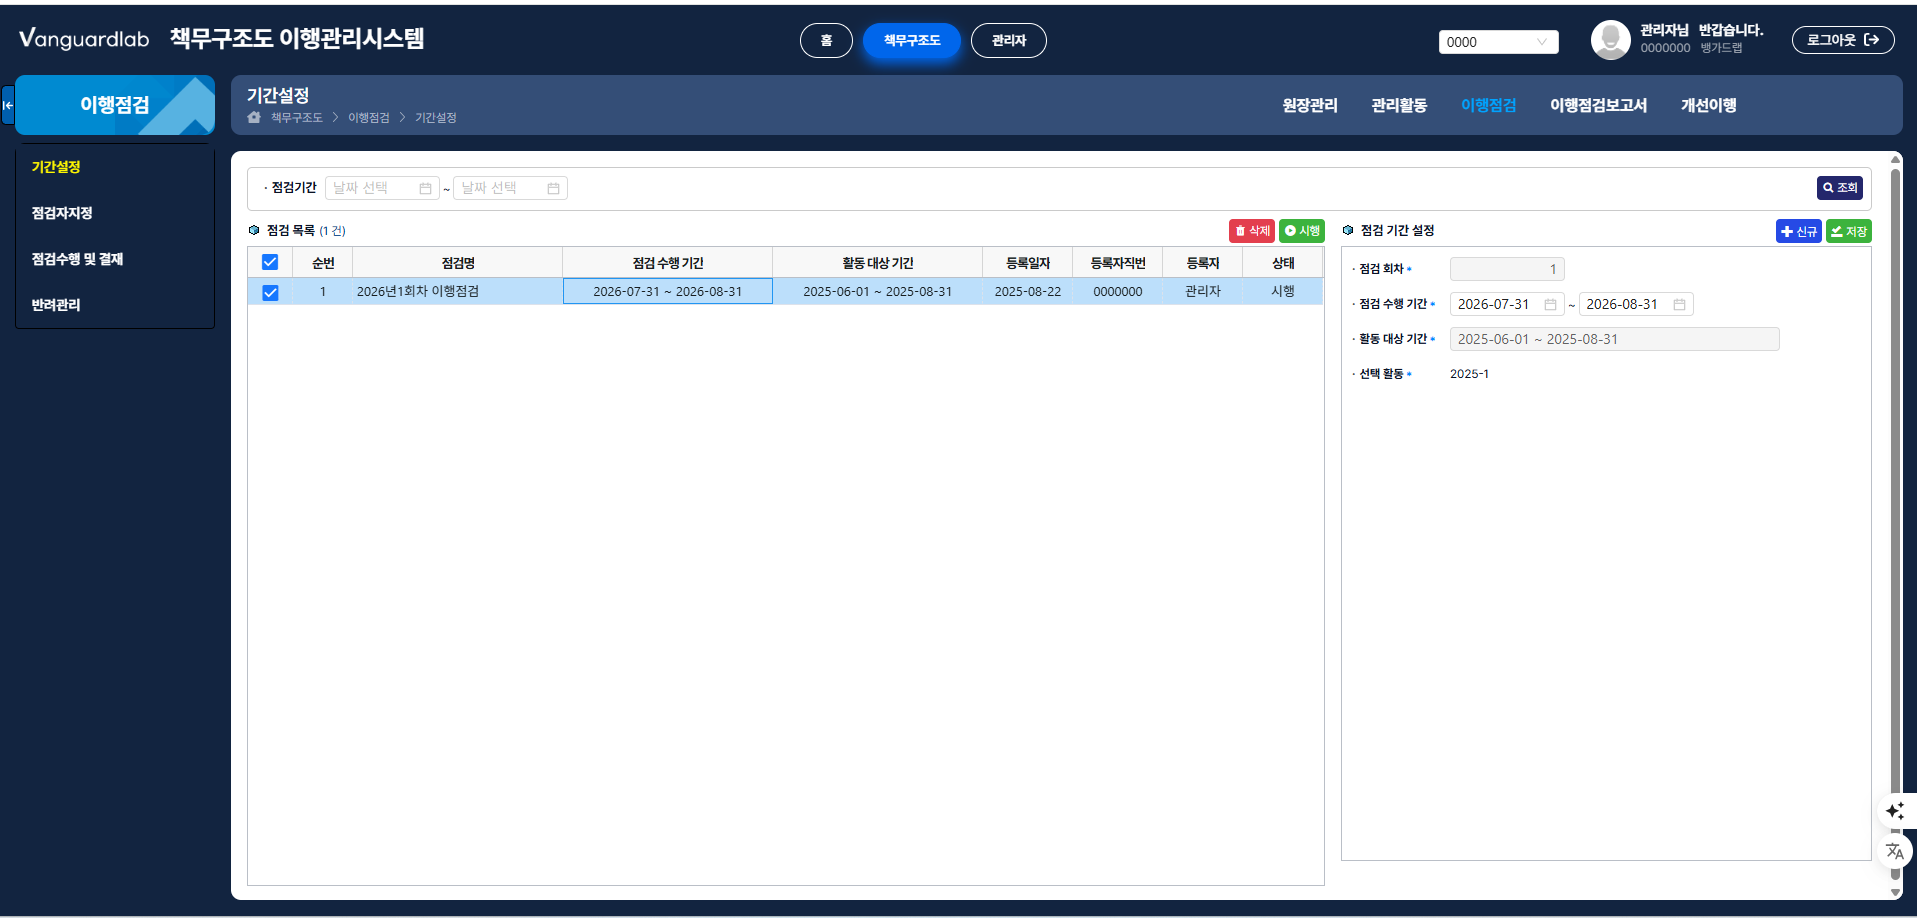 Vanguardlab 책무구조도 이행관리시스템
홈
책무구조도
관리자
0000
관리자님 반갑습니다.
0000000 뱅가드랩
로그아웃
이행점검
기간설정
점검자지정
점검수행 및 결재
반려관리
기간설정
책무구조도 > 이행점검 > 기간설정
원장관리
관리활동
이행점검
이행점검보고서
개선이행
· 점검기간 날짜 선택 ~ 날짜 선택
조회
점검 목록 (1 건)
삭제
시행
순번 점검명 점검 수행 기간 활동 대상 기간 등록일자 등록자직번 등록자 상태
1 2026년1회차 이행점검 2026-07-31 ~ 2026-08-31 2025-06-01 ~ 2025-08-31 2025-08-22 0000000 관리자 시행
점검 기간 설정
신규
저장
· 점검 회차 * 1
· 점검 수행 기간 * 2026-07-31 ~ 2026-08-31
· 활동 대상 기간 * 2025-06-01 ~ 2025-08-31
· 선택 활동 * 2025-1